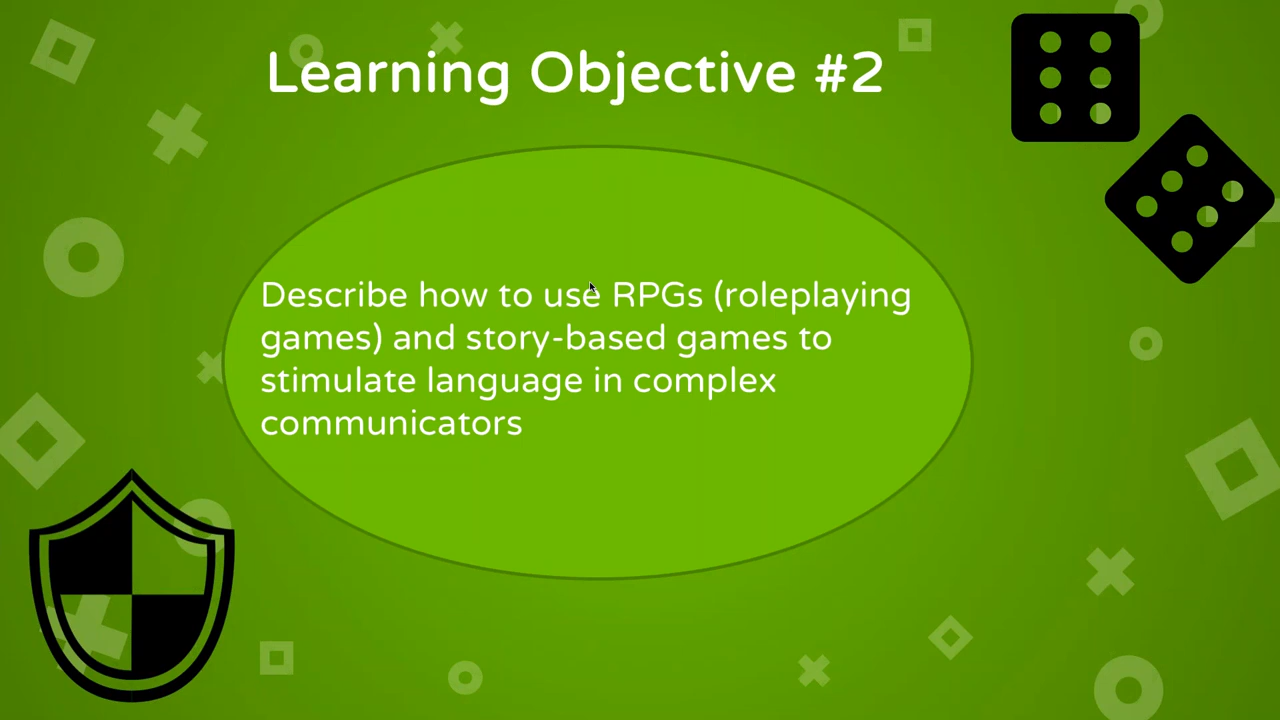 Learning Objective #2
Describe how to use RPGs (roleplaying
games) and story-based games to
stimulate language in complex
communicators